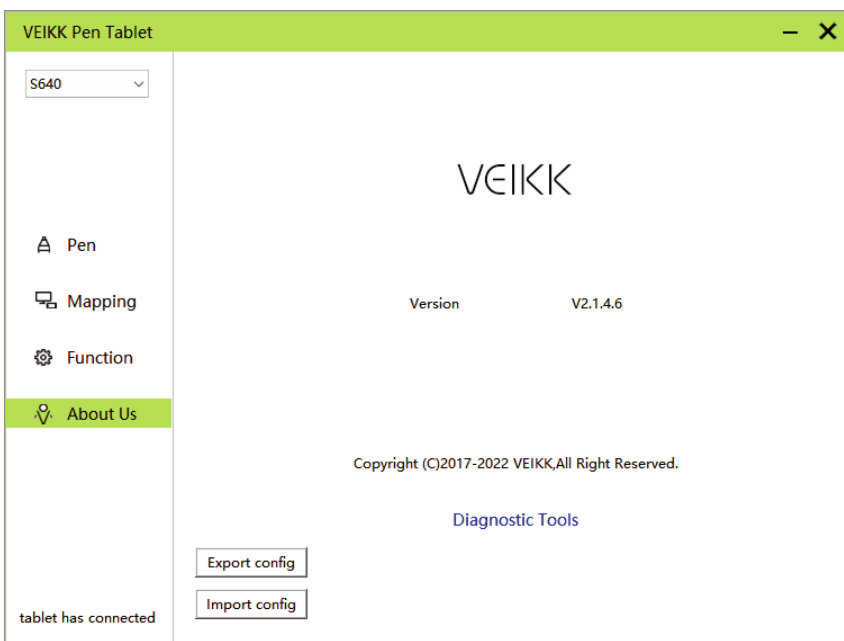 VEIKK Pen Tablet
S640
VEIKK
Pen
Mapping
Version V2.1.4.6
Function
About Us
Copyright (C)2017-2022 VEIKK,All Right Reserved.
Diagnostic Tools
Export config
Import config
tablet has connected